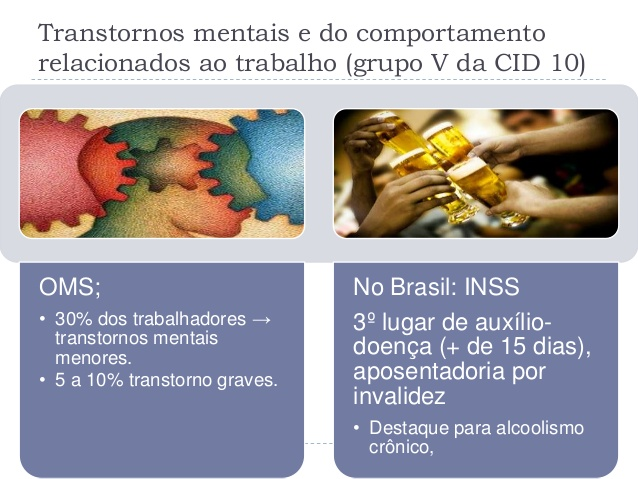 Transtornos mentais e do comportamento
relacionados ao trabalho (grupo V da CID 10)
OMS;
• 30% dos trabalhadores →
transtornos mentais
menores.
• 5 a 10% transtorno graves.
No Brasil: INSS
3º lugar de auxílio-
doença (+ de 15 dias),
aposentadoria por
invalidez
• Destaque para alcoolismo
crônico,